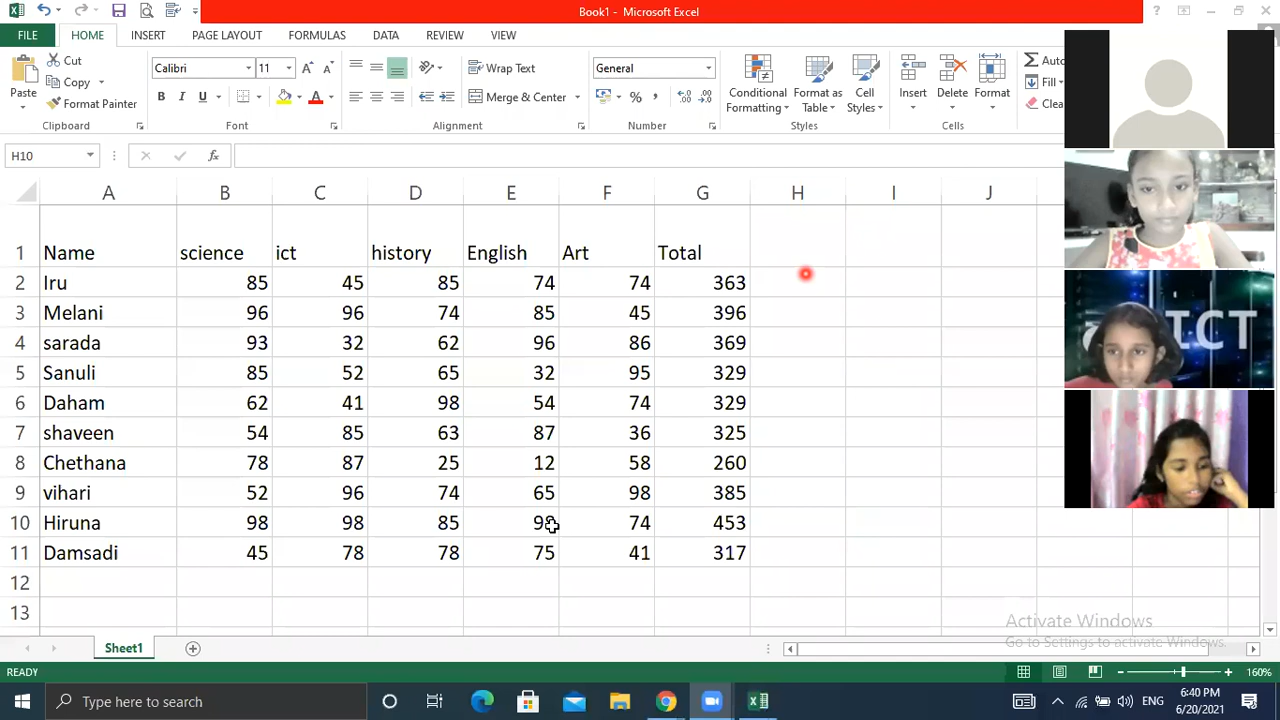 Book1 - Microsoft Excel
FILE HOME INSERT PAGE LAYOUT FORMULAS DATA REVIEW VIEW
Paste
Cut
Copy
Format Painter
Clipboard
Calibri 11
B I U A
Font
Wrap Text
Merge & Center
Alignment
General
%
Number
Conditional Formatting
Format as Table
Cell Styles
Styles
Insert
Delete
Format
Cells
Fill
H10
A B C D E F G H I J
1 Name science ict history English Art Total
2 Iru 85 45 85 74 74 363
3 Melani 96 96 74 85 45 396
4 sarada 93 32 62 96 86 369
5 Sanuli 85 52 65 32 95 329
6 Daham 62 41 98 54 74 329
7 shaveen 54 85 63 87 36 325
8 Chethana 78 87 25 12 58 260
9 vihari 52 96 74 65 98 385
10 Hiruna 98 98 85 74 453
11 Damsadi 45 78 78 75 41 317
12
13
ICT
Activate Windows
Go to Settings to activate Windows.
Sheet1
READY
160%
Type here to search
ENG
6:40 PM
6/20/2021